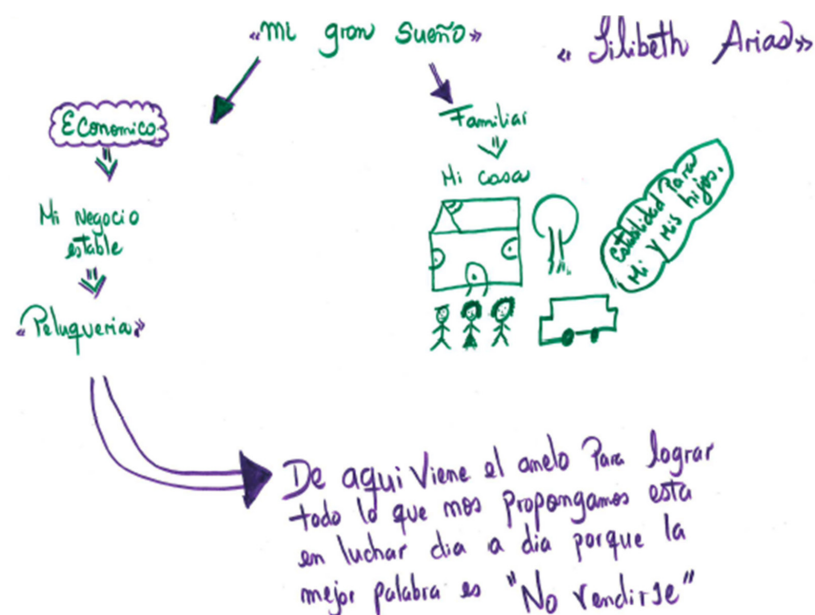 «Mi gran Sueño»
« Lilibeth Arias»
Economico
Familiar
Mi Negocio
estable
Mi casa
Estabilidad Para
Mi y Mis hijos.
«Peluqueria»
De aqui Viene el anelo Para lograr
todo lo que nos propongamos esta
en luchar dia a dia porque la
mejor palabra es "No rendirse"